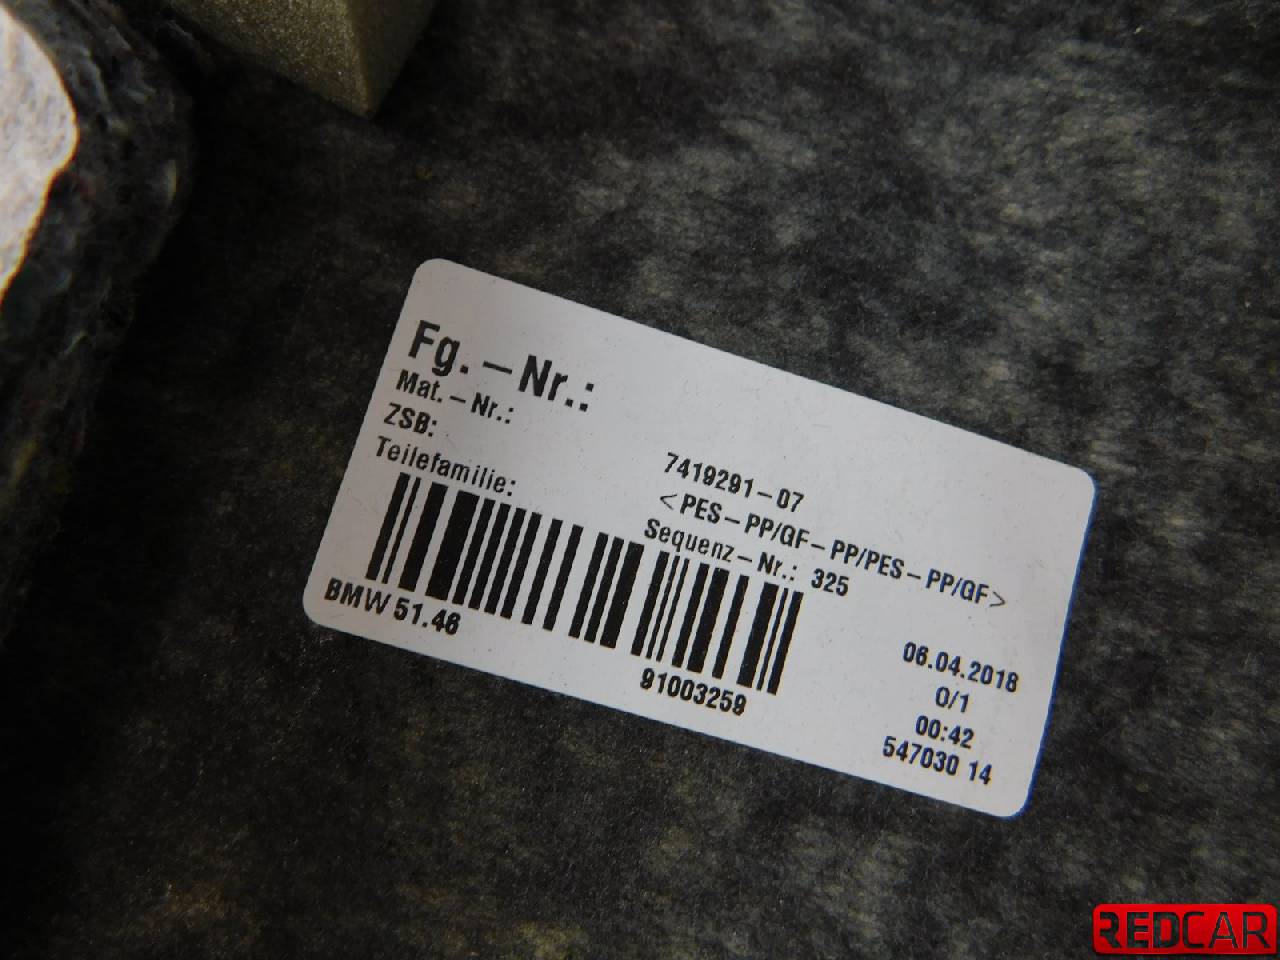 Fg.-Nr.:
Mat.-Nr.:
ZSB: 7419291-07
Teilefamilie: <PES-PP/GF-PP/PES-PP/GF>
Sequenz-Nr.: 325
BMW 51.46
91003259
06.04.2018
0/1
00:42
547030 14
REDCAR